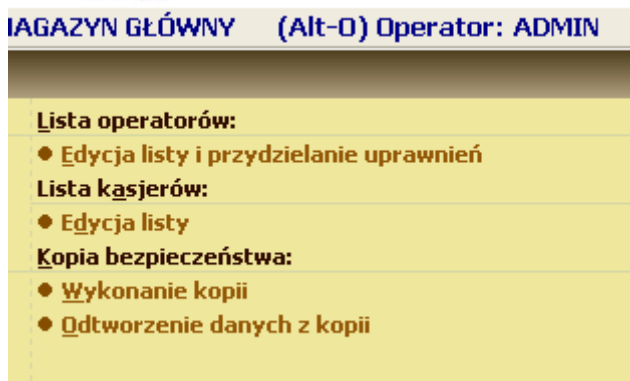 MAGAZYN GŁÓWNY (Alt-O) Operator: ADMIN
Lista operatorów:
Edycja listy i przydzielanie uprawnień
Lista kasjerów:
Edycja listy
Kopia bezpieczeństwa:
Wykonanie kopii
Odtworzenie danych z kopii